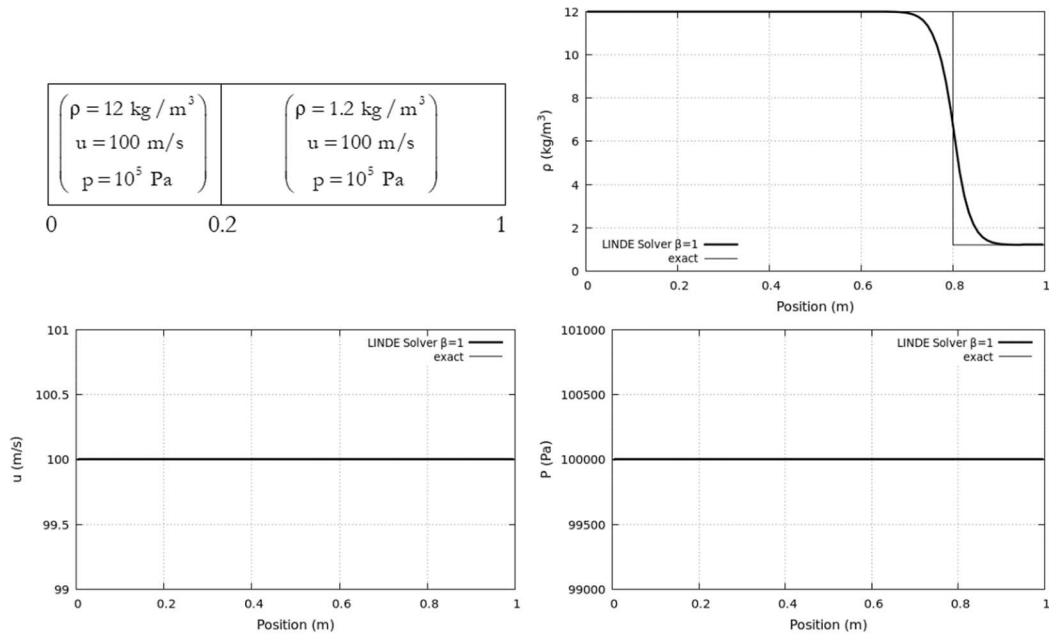 ρ = 12 kg / m³
u = 100 m/s
p = 10⁵ Pa
ρ = 1.2 kg / m³
u = 100 m/s
p = 10⁵ Pa
0 0.2 1
12
10
8
6
4
2
0
ρ (kg/m³)
LINDE Solver β=1
exact
0 0.2 0.4 0.6 0.8 1
Position (m)
101
100.5
100
99.5
99
u (m/s)
LINDE Solver β=1
exact
0 0.2 0.4 0.6 0.8 1
Position (m)
101000
100500
100000
99500
99000
P (Pa)
LINDE Solver β=1
exact
0 0.2 0.4 0.6 0.8 1
Position (m)